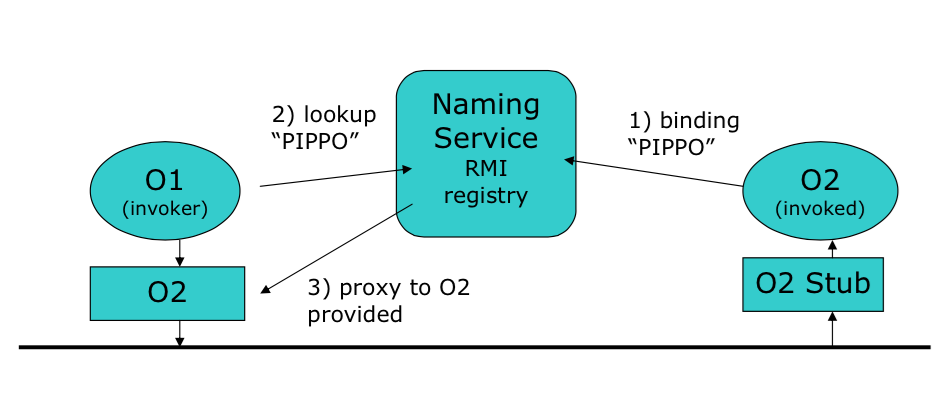 2) lookup
“PIPPO”
Naming
Service
RMI
registry
1) binding
“PIPPO”
O1
(invoker)
O2
(invoked)
O2
3) proxy to O2
provided
O2 Stub